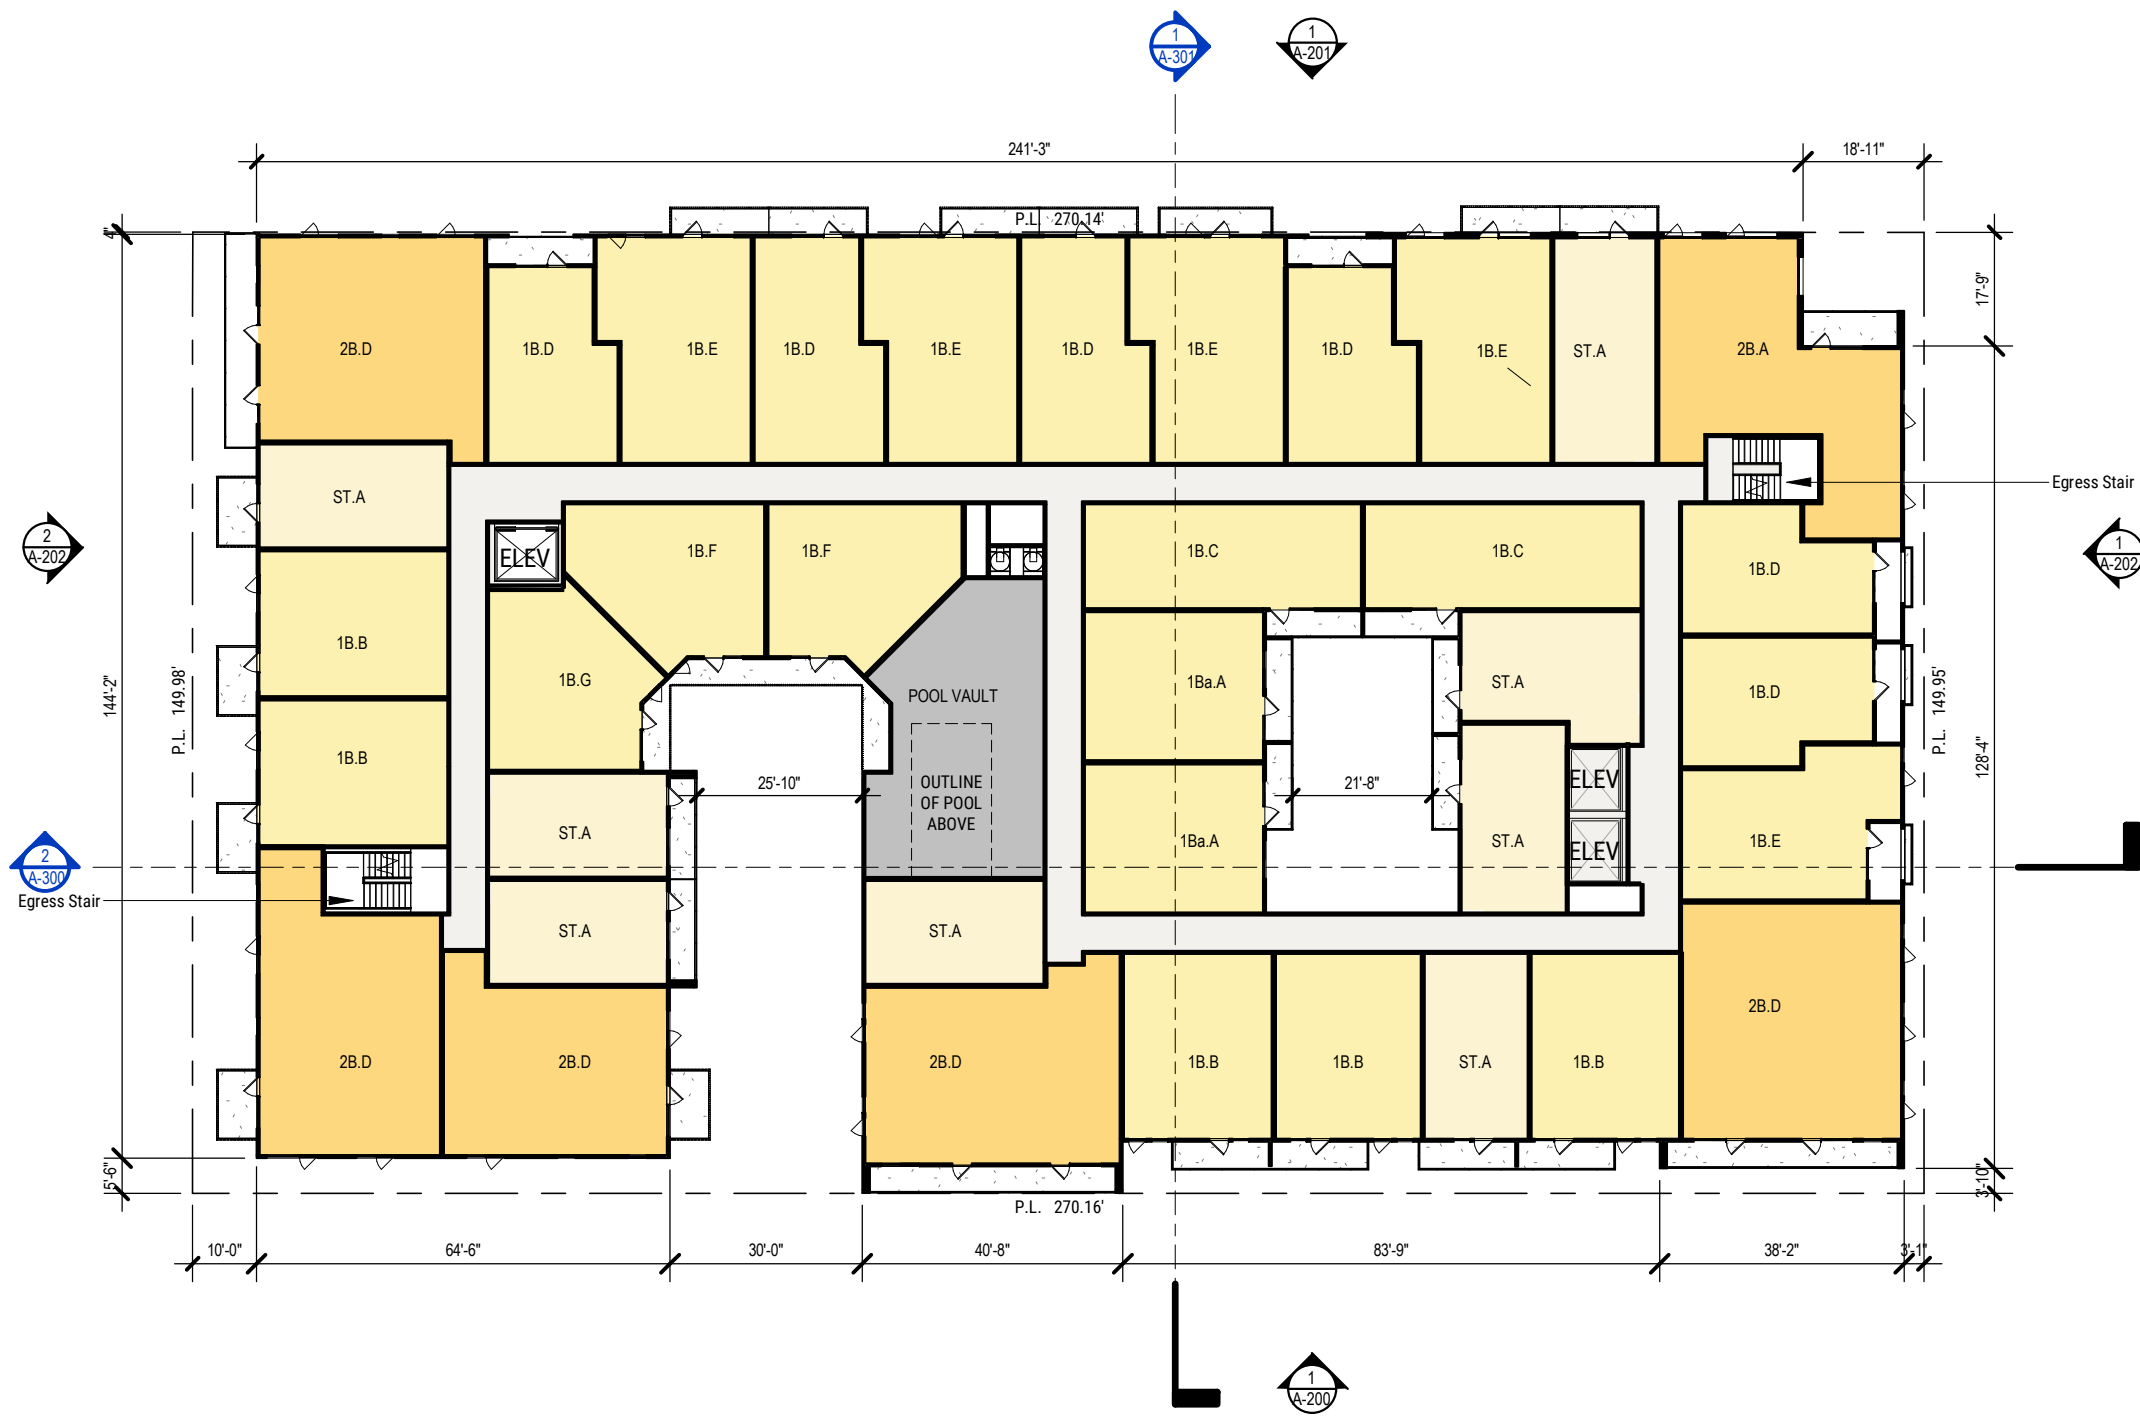 1
A-301
1
A-201
241'-3"
18'-11"
P.L. 270.14'
4"
17'-9"
2B.D
1B.D
1B.E
1B.D
1B.E
1B.D
1B.E
1B.D
1B.E
ST.A
2B.A
Egress Stair
ST.A
2
A-202
ELEV
1B.F
1B.F
1B.C
1B.C
1B.D
1
A-202
1B.B
1B.G
POOL VAULT
1Ba.A
ST.A
1B.D
144'-2"
P.L. 149.98'
P.L. 149.95'
128'-4"
1B.B
25'-10"
OUTLINE
OF POOL
ABOVE
21'-8"
ELEV
ST.A
1Ba.A
ST.A
ELEV
1B.E
2
A-300
Egress Stair
ST.A
ST.A
2B.D
2B.D
2B.D
2B.D
1B.B
1B.B
ST.A
1B.B
5'-6"
3'-10"
P.L. 270.16'
10'-0"
64'-6"
30'-0"
40'-8"
83'-9"
38'-2"
3'-1"
1
A-200